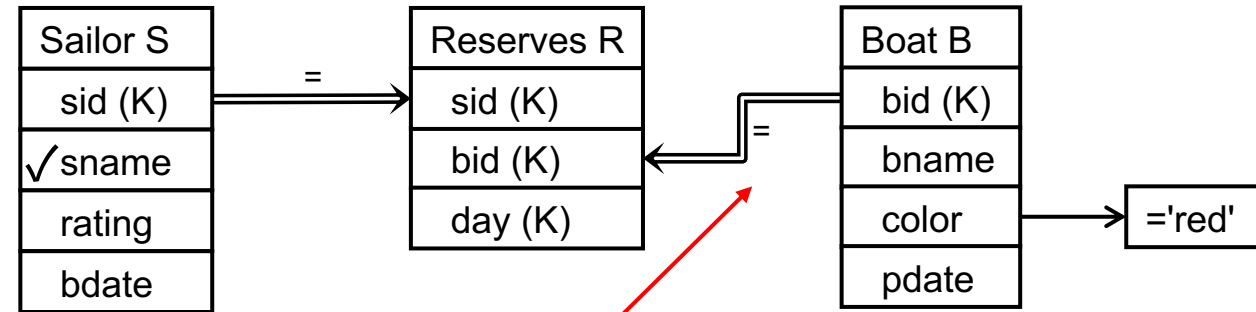 Sailor S
sid (K)
✓sname
rating
bdate
=
Reserves R
sid (K)
bid (K)
day (K)
=
Boat B
bid (K)
bname
color
pdate
='red'